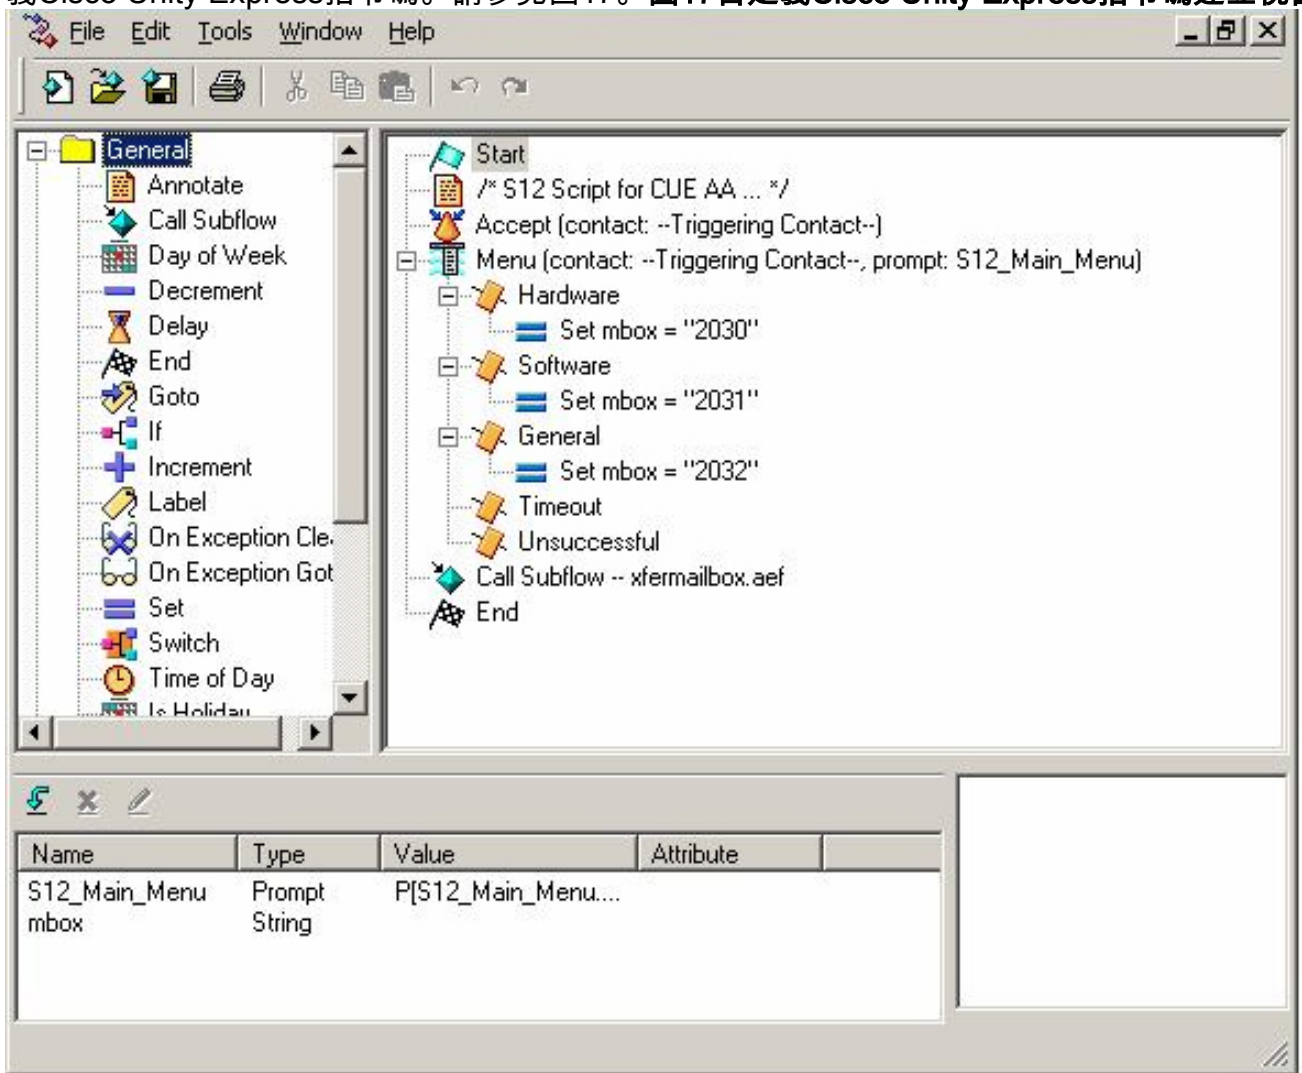 File Edit Tools Window Help
General
Annotate
Call Subflow
Day of Week
Decrement
Delay
End
Goto
If
Increment
Label
On Exception Cle
On Exception Got
Set
Switch
Time of Day
Is Holiday
Start
/* S12 Script for CUE AA ... */
Accept (contact: --Triggering Contact--)
Menu (contact: --Triggering Contact--, prompt: S12_Main_Menu)
Hardware
Set mbox = "2030"
Software
Set mbox = "2031"
General
Set mbox = "2032"
Timeout
Unsuccessful
Call Subflow -- xfermailbox.aef
End
Name Type Value Attribute
S12_Main_Menu Prompt P[S12_Main_Menu....
mbox String